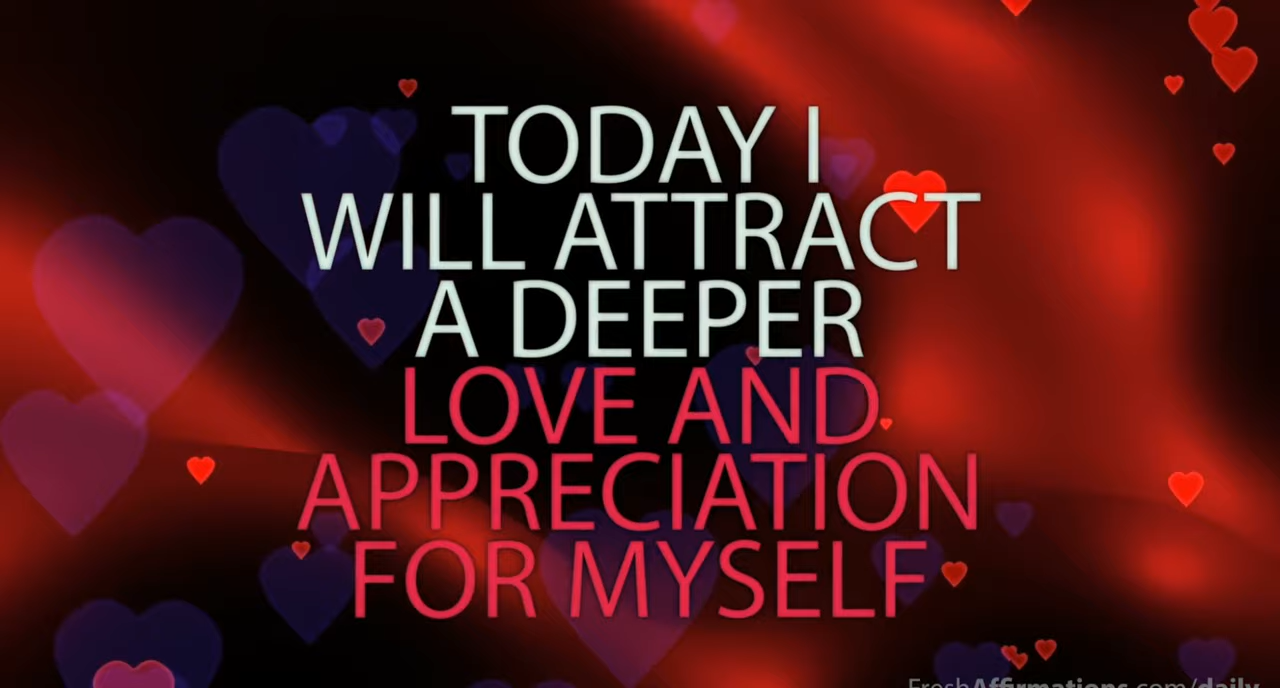 TODAY I
WILL ATTRACT
A DEEPER
LOVE AND
APPRECIATION
FOR MYSELF
FreshAffirmations.com/daily